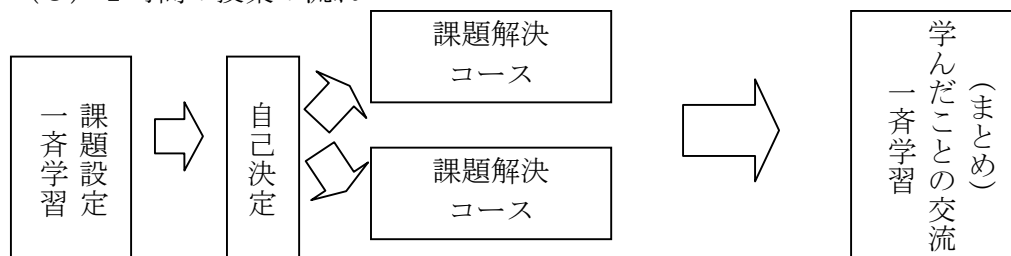 課題設定
一斉学習
自己決定
課題解決
コース
課題解決
コース
(まとめ)
学んだことの交流
一斉学習